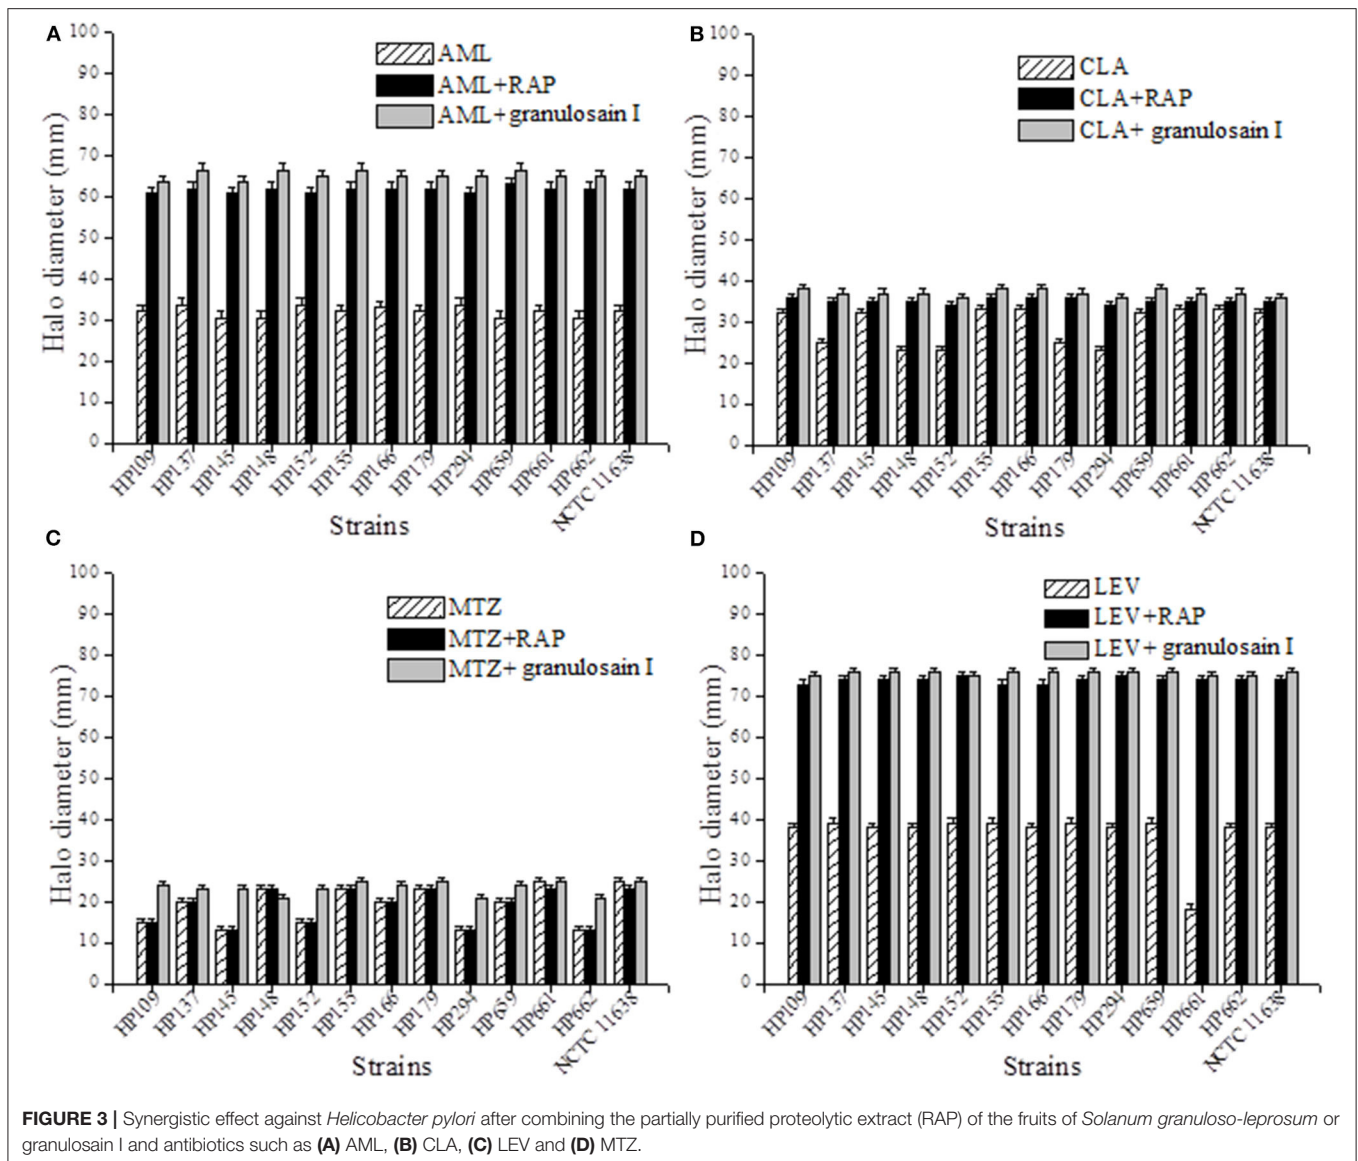 A
100
90
80
70
60
50
40
30
20
10
0
Halo diameter (mm)
AML
AML+RAP
AML+granulosain I
HP109
HP137
HP145
HP148
HP152
HP155
HP166
HP179
HP294
HP659
HP661
HP662
NCTC 11638
Strains
B
100
90
80
70
60
50
40
30
20
10
0
Halo diameter (mm)
CLA
CLA+RAP
CLA+ granulosain I
HP109
HP137
HP145
HP148
HP152
HP155
HP166
HP179
HP294
HP659
HP661
HP662
NCTC 11638
Strains
C
100
90
80
70
60
50
40
30
20
10
0
Halo diameter (mm)
MTZ
MTZ+RAP
MTZ+ granulosain I
HP109
HP137
HP145
HP148
HP152
HP155
HP166
HP179
HP294
HP659
HP661
HP662
NCTC 11638
Strains
D
100
90
80
70
60
50
40
30
20
10
0
Halo diameter (mm)
LEV
LEV+RAP
LEV+ granulosain I
HP109
HP137
HP145
HP148
HP152
HP155
HP166
HP179
HP294
HP659
HP661
HP662
NCTC 11638
Strains
FIGURE 3 | Synergistic effect against Helicobacter pylori after combining the partially purified proteolytic extract (RAP) of the fruits of Solanum granuloso-leprosum or
granulosain I and antibiotics such as (A) AML, (B) CLA, (C) LEV and (D) MTZ.